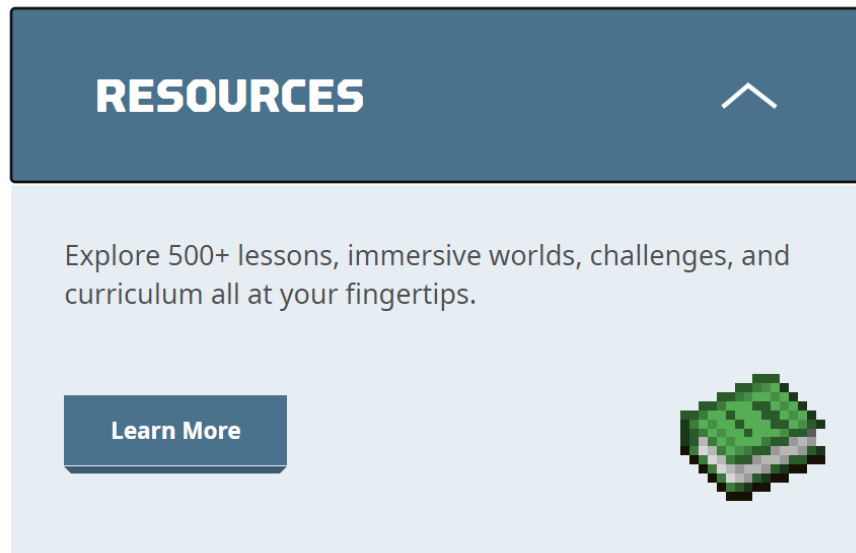 RESOURCES
Explore 500+ lessons, immersive worlds, challenges, and
curriculum all at your fingertips.
Learn More